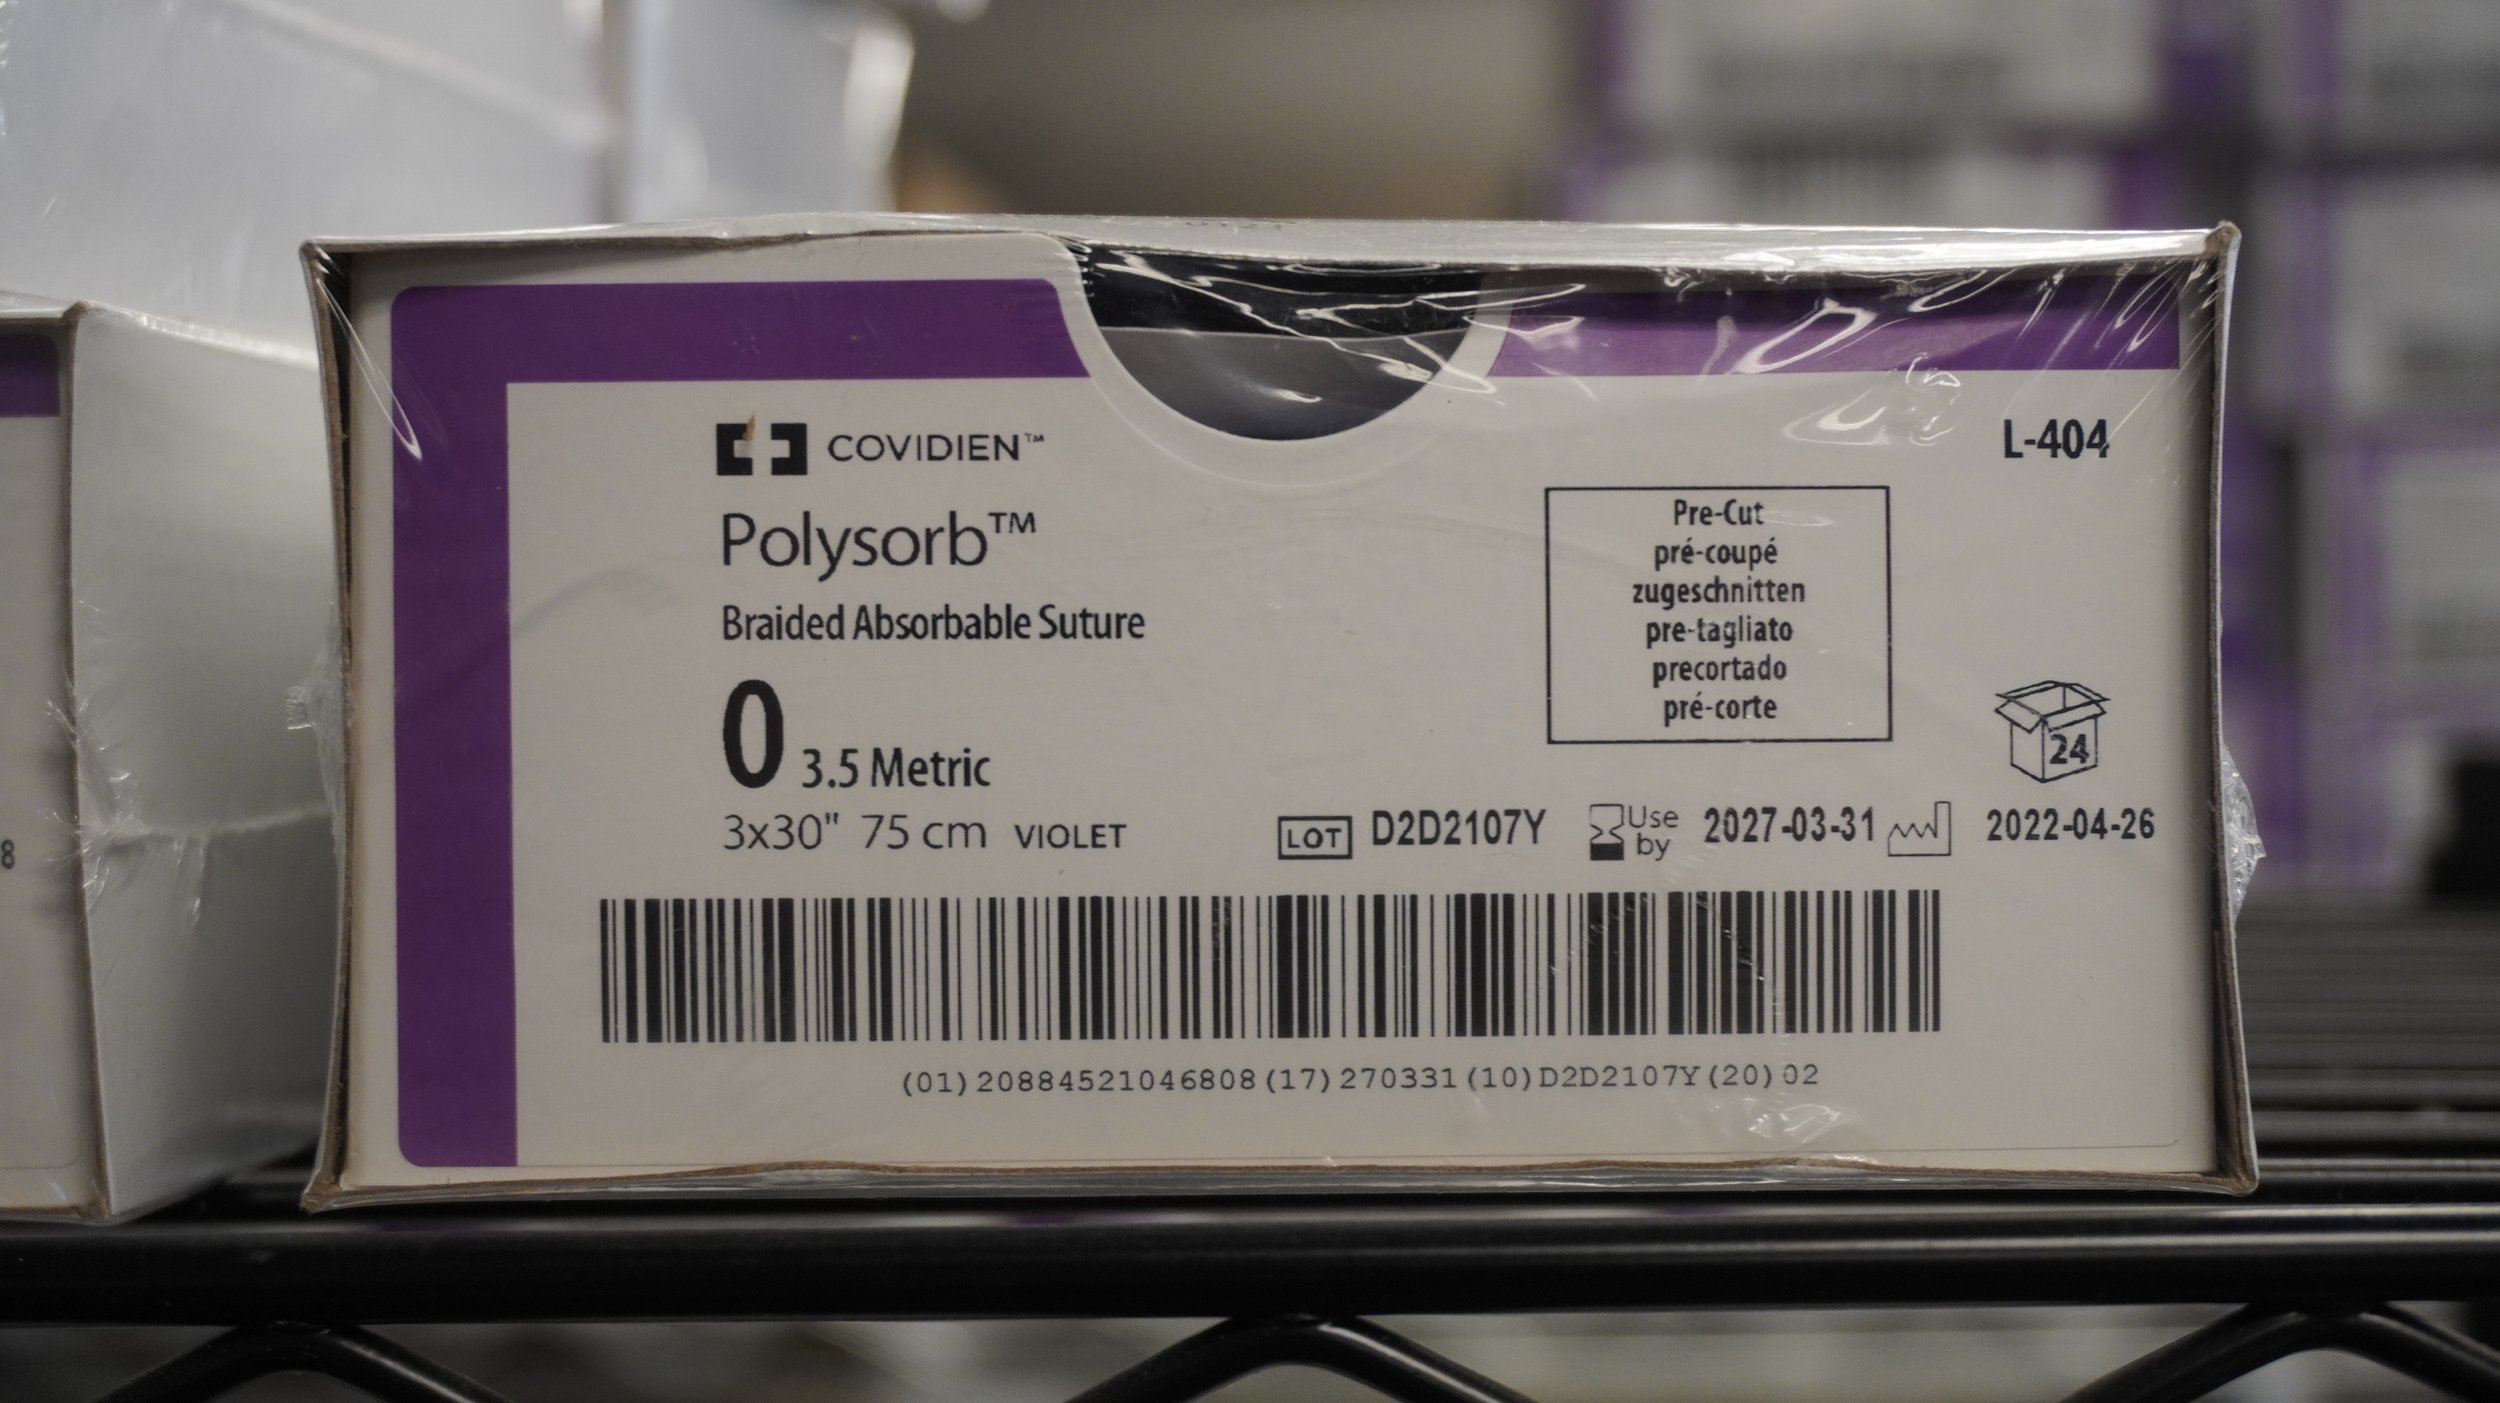 COVIDIEN™
L-404
Polysorb™
Braided Absorbable Suture
0 3.5 Metric
3x30" 75 cm VIOLET
Pre-Cut
pré-coupé
zugeschnitten
pre-tagliato
precortado
pré-corte
24
LOT D2D2107Y Use by 2027-03-31 2022-04-26
(01)20884521046808(17)270331(10)D2D2107Y(20)02
8